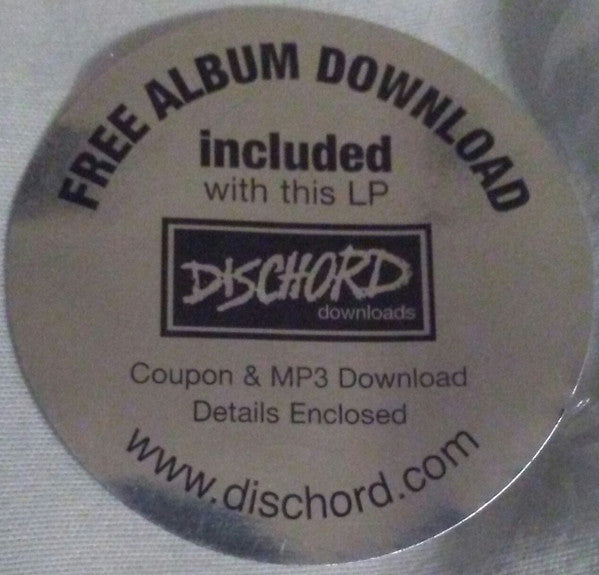 FREE ALBUM DOWNLOAD
included
with this LP
DISCHORD
downloads
Coupon & MP3 Download
Details Enclosed
www.dischord.com